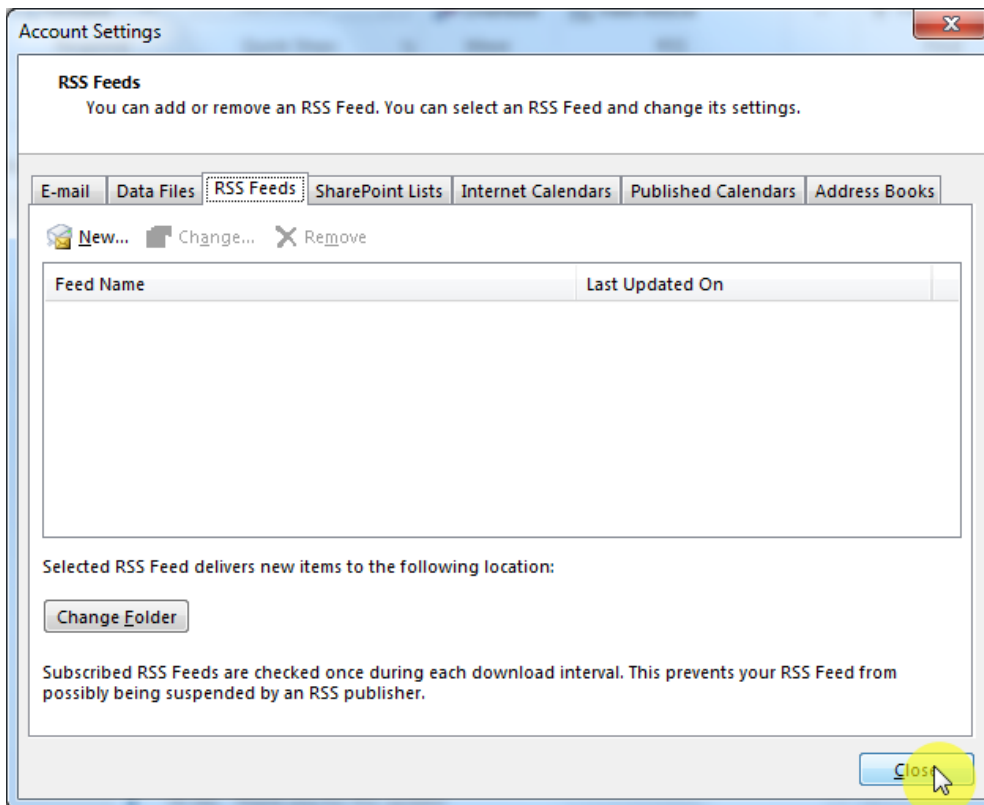 Account Settings
RSS Feeds
You can add or remove an RSS Feed. You can select an RSS Feed and change its settings.
E-mail Data Files RSS Feeds SharePoint Lists Internet Calendars Published Calendars Address Books
New... Change... Remove
Feed Name Last Updated On
Selected RSS Feed delivers new items to the following location:
Change Folder
Subscribed RSS Feeds are checked once during each download interval. This prevents your RSS Feed from
possibly being suspended by an RSS publisher.
Close